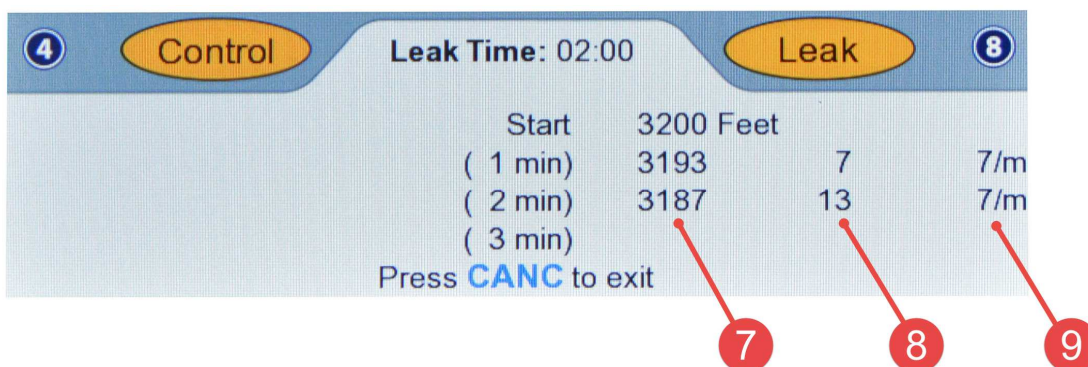 4 Control Leak Time: 02:00 Leak 8
Start 3200 Feet
( 1 min) 3193 7 7/m
( 2 min) 3187 13 7/m
( 3 min)
Press CANC to exit
7 8 9